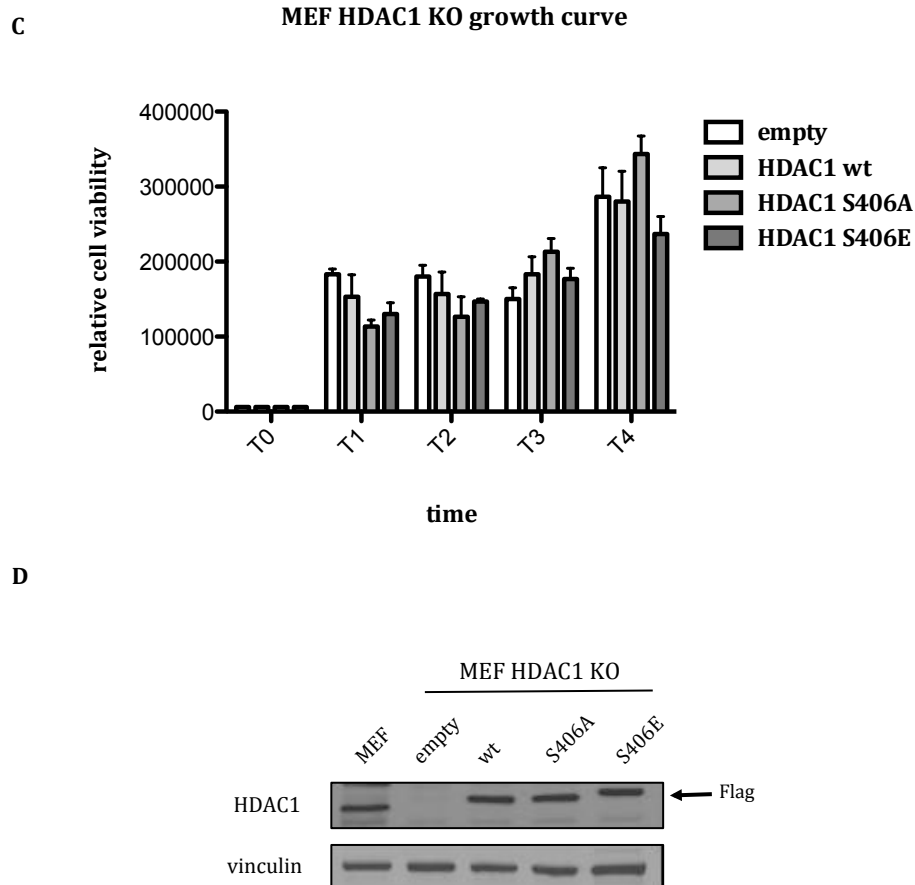 C
MEF HDAC1 KO growth curve
400000
300000
200000
100000
0
relative cell viability
empty
HDAC1 wt
HDAC1 S406A
HDAC1 S406E
T0 T1 T2 T3 T4
time
D
MEF HDAC1 KO
MEF empty wt S406A S406E
HDAC1
Flag
vinculin